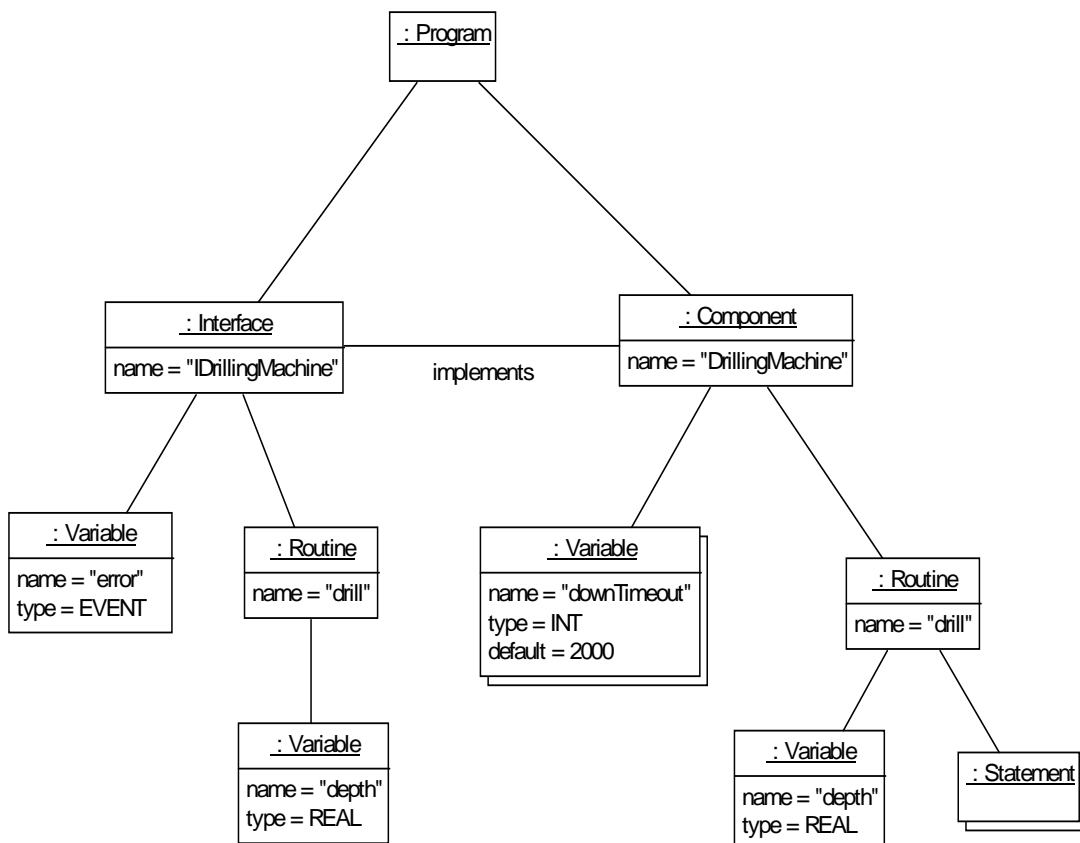 : Program
: Interface
name = "IDrillingMachine"
implements
: Component
name = "DrillingMachine"
: Variable
name = "error"
type = EVENT
: Routine
name = "drill"
: Variable
name = "downTimeout"
type = INT
default = 2000
: Routine
name = "drill"
: Variable
name = "depth"
type = REAL
: Variable
name = "depth"
type = REAL
: Statement